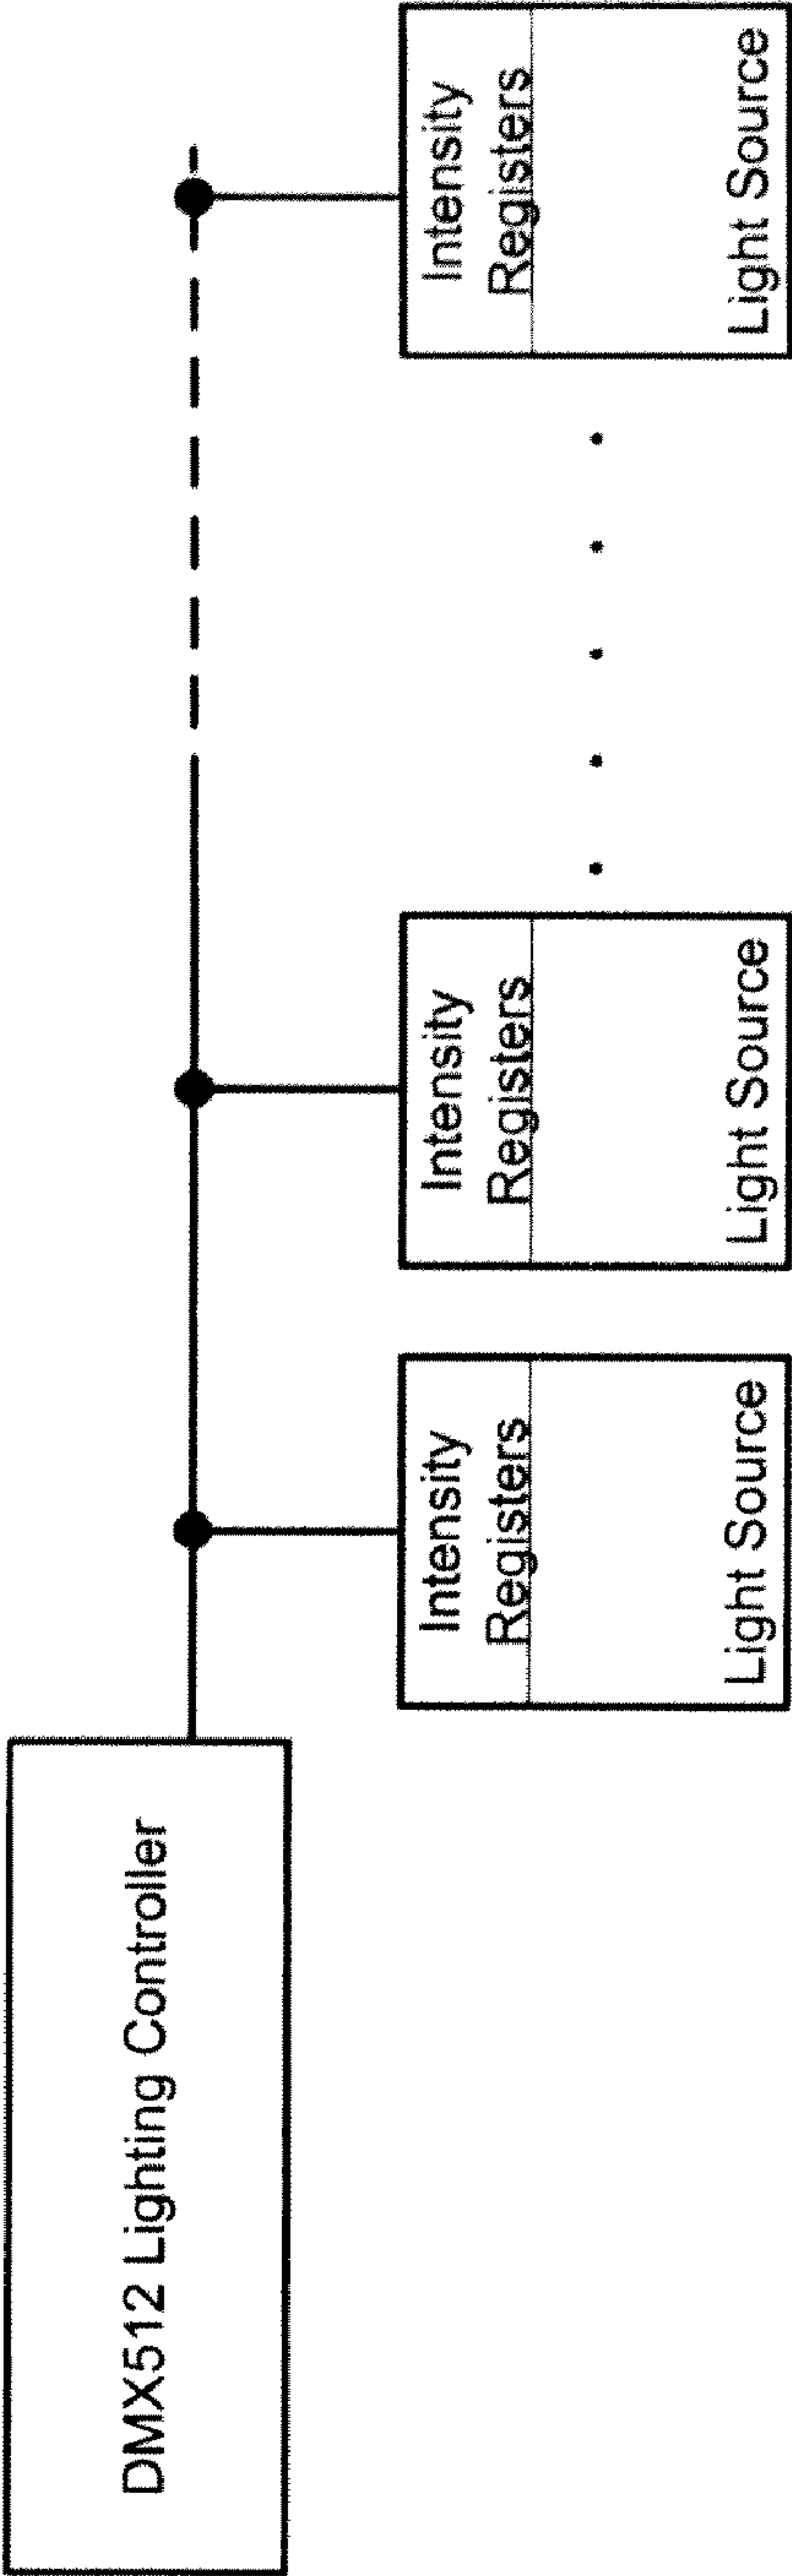 DMX512 Lighting Controller
Intensity
Registers
Light Source
Intensity
Registers
Light Source
Intensity
Registers
Light Source